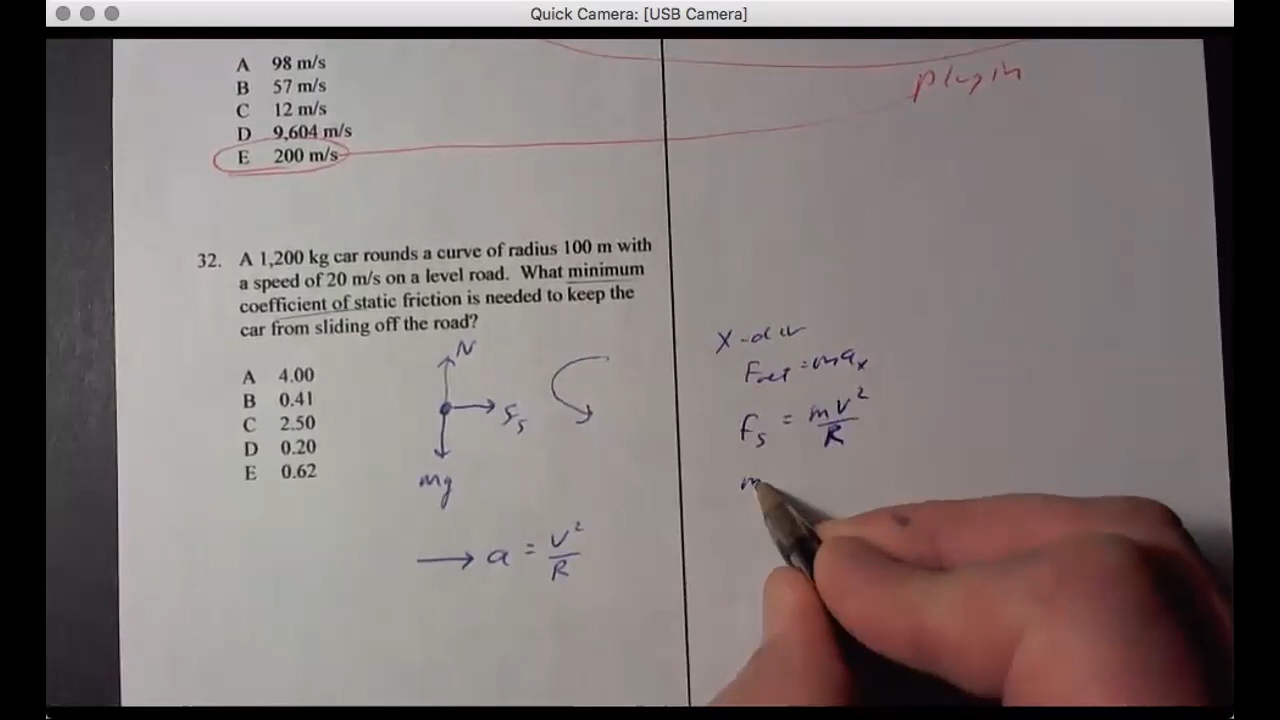 Quick Camera: [USB Camera]
A 98 m/s
B 57 m/s
C 12 m/s
D 9,604 m/s
E 200 m/s
plug in
32. A 1,200 kg car rounds a curve of radius 100 m with
a speed of 20 m/s on a level road. What minimum
coefficient of static friction is needed to keep the
car from sliding off the road?
A 4.00
B 0.41
C 2.50
D 0.20
E 0.62
N
fs
mg
→ a = v²/R
x-dir
Fnet = max
fs = mv²/R
m